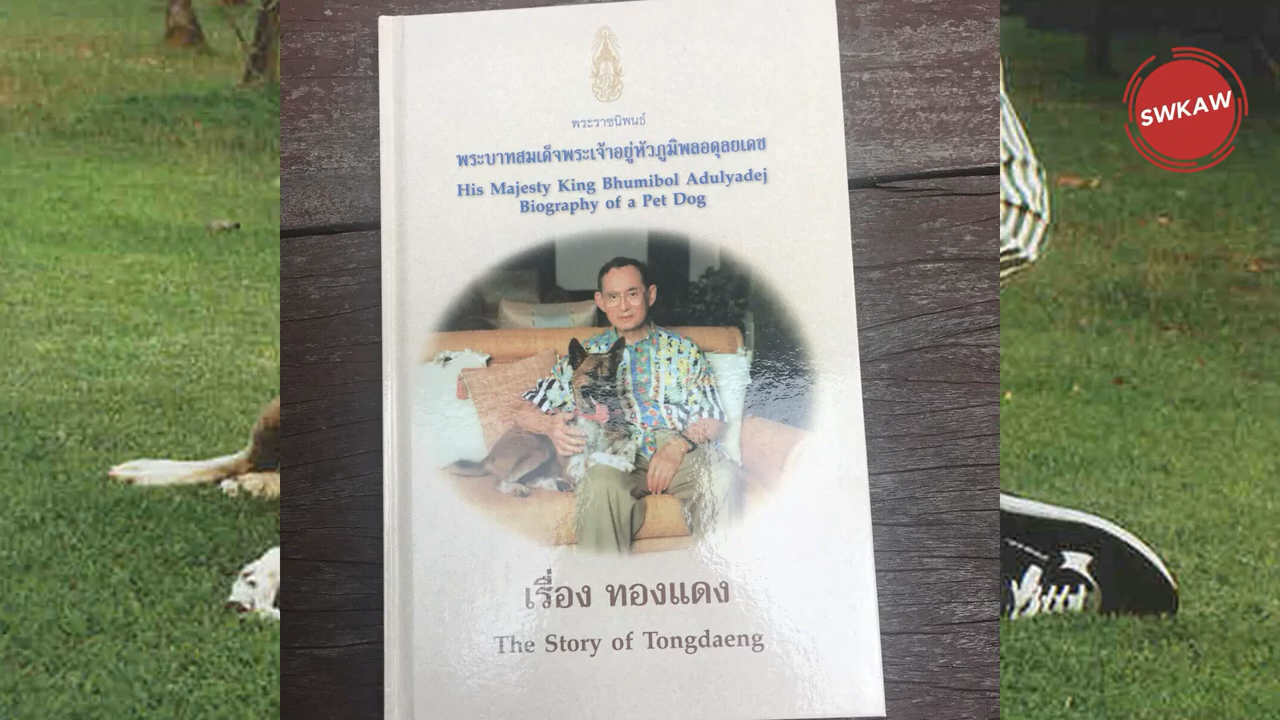 SWKAW
พระราชนิพนธ์
พระบาทสมเด็จพระเจ้าอยู่หัวภูมิพลอดุลยเดช
His Majesty King Bhumibol Adulyadej
Biography of a Pet Dog
เรื่อง ทองแดง
The Story of Tongdaeng